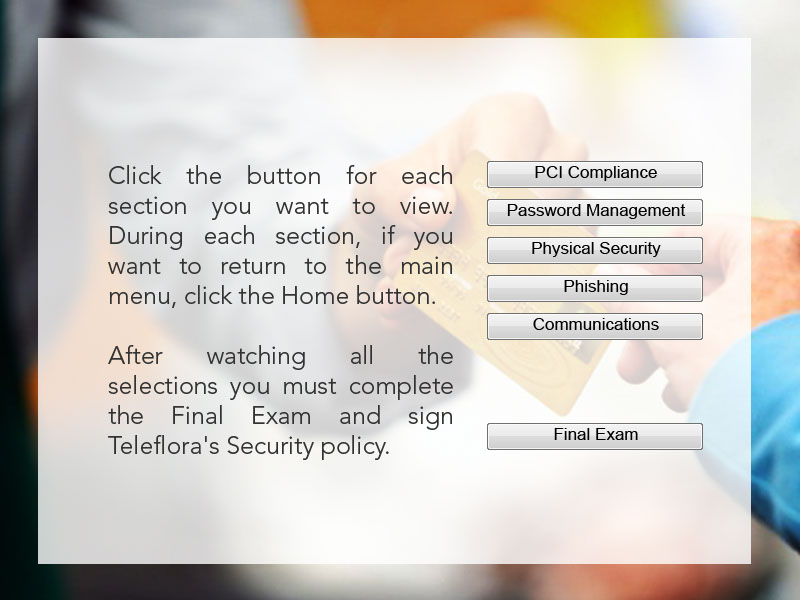 Click the button for each
section you want to view.
During each section, if you
want to return to the main
menu, click the Home button.
After watching all the
selections you must complete
the Final Exam and sign
Teleflora's Security policy.
PCI Compliance
Password Management
Physical Security
Phishing
Communications
Final Exam